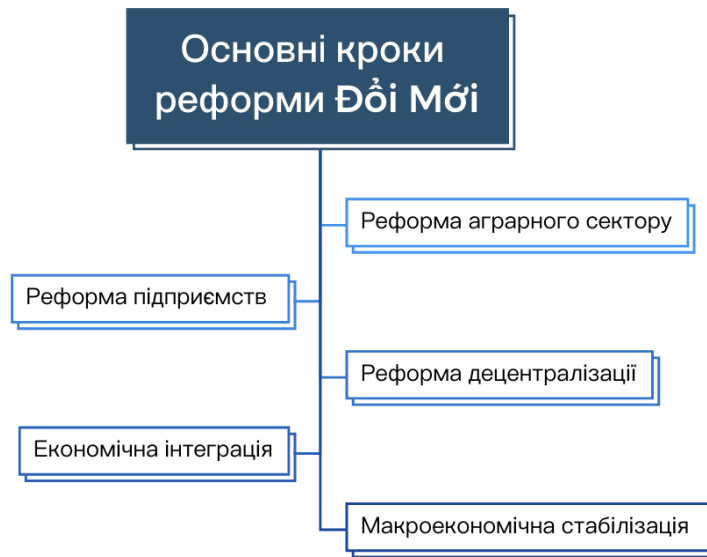 Основні кроки
реформи Đổi Mới
Реформа аграрного сектору
Реформа підприємств
Реформа децентралізації
Економічна інтеграція
Макроекономічна стабілізація